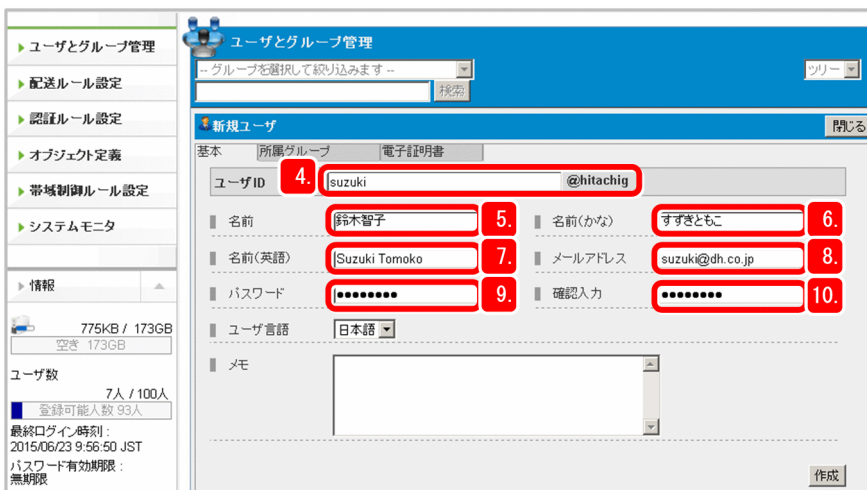 ユーザとグループ管理
配送ルール設定
認証ルール設定
オブジェクト定義
帯域制御ルール設定
システムモニタ
情報
775KB / 173GB
空き 173GB
ユーザ数
7人 / 100人
登録可能人数 93人
最終ログイン時刻 :
2015/06/23 9:56:50 JST
パスワード有効期限 :
無期限
ユーザとグループ管理
-- グループを選択して絞り込みます --
ツリー
検索
新規ユーザ
閉じる
基本 所属グループ 電子証明書
ユーザID 4. suzuki @hitachig
名前 鈴木智子 5. 名前(かな) すずきともこ 6.
名前(英語) Suzuki Tomoko 7. メールアドレス suzuki@dh.co.jp 8.
パスワード ●●●●●●●● 9. 確認入力 ●●●●●●●● 10.
ユーザ言語 日本語
メモ
作成